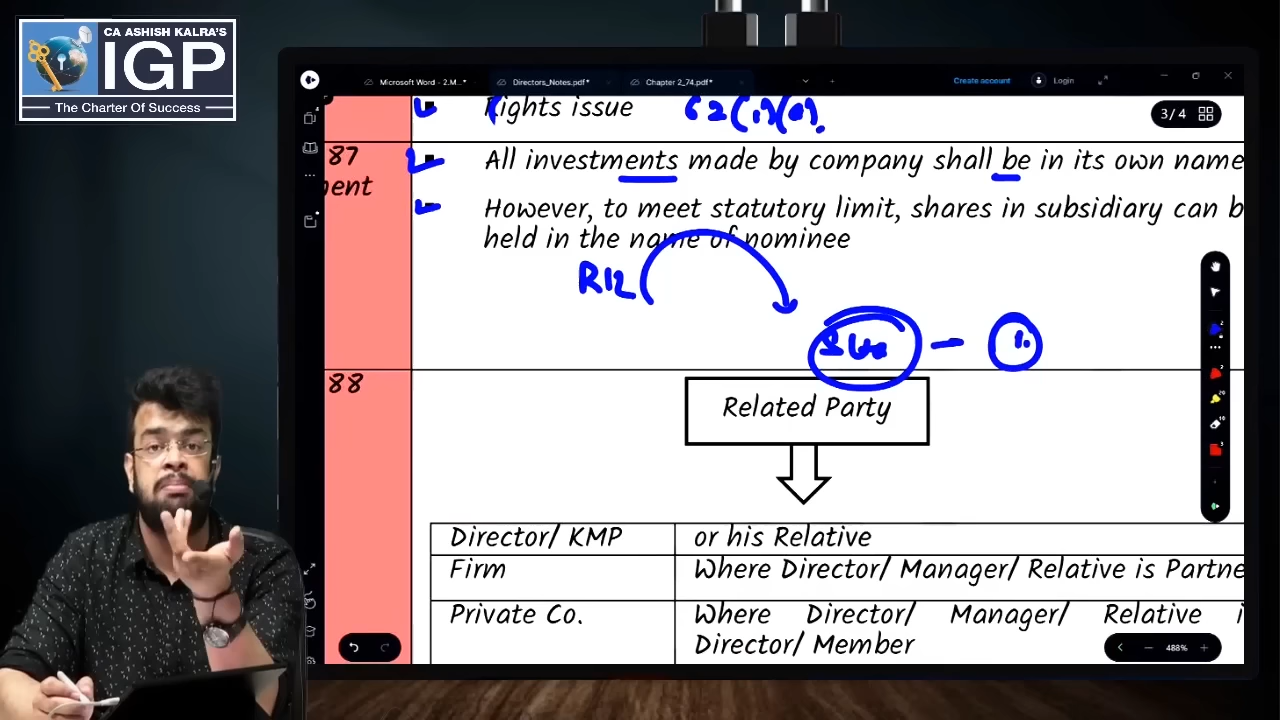 CA ASHISH KALRA'S
IGP
The Charter Of Success
Microsoft Word - 2.M...*
Directors_Notes.pdf*
Chapter 2_74.pdf*
Create account
Login
3/4
Rights issue 62(1)(a).
87
ment
All investments made by company shall be in its own name
However, to meet statutory limit, shares in subsidiary can b
held in the name of nominee
R12
88
Related Party
Director/ KMP or his Relative
Firm Where Director/ Manager/ Relative is Partne
Private Co. Where Director/ Manager/ Relative i
Director/ Member
488%